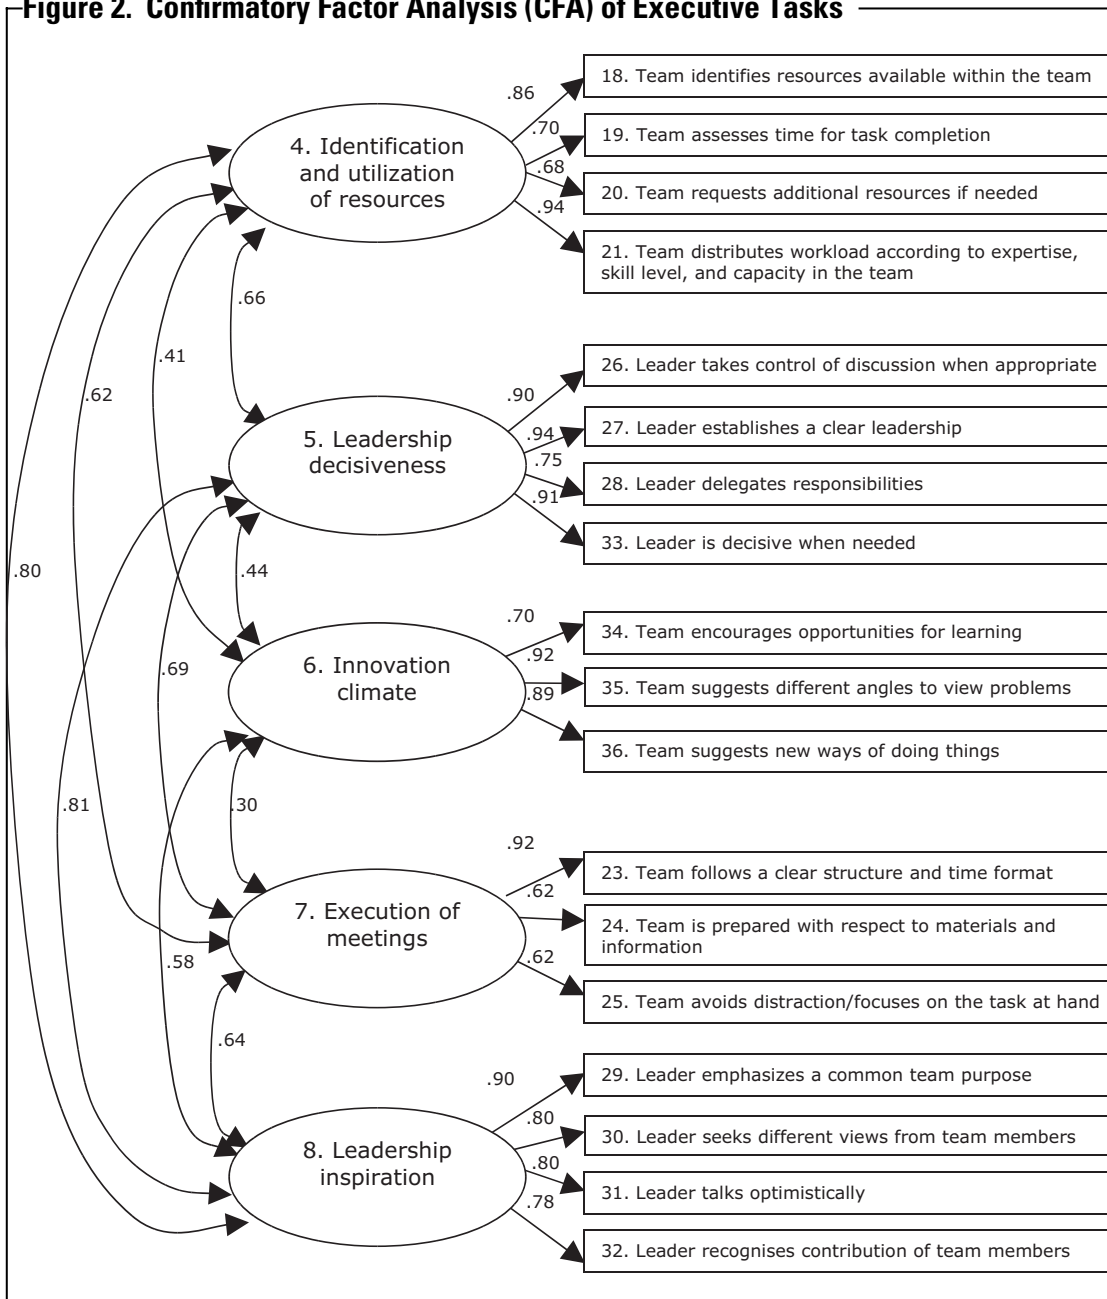 Figure 2. Confirmatory Factor Analysis (CFA) of Executive Tasks
18. Team identifies resources available within the team
.86
19. Team assesses time for task completion
.70
4. Identification
and utilization
of resources
.68
20. Team requests additional resources if needed
.94
21. Team distributes workload according to expertise,
skill level, and capacity in the team
.66
.41
.62
26. Leader takes control of discussion when appropriate
.90
27. Leader establishes a clear leadership
.94
5. Leadership
decisiveness
.75
28. Leader delegates responsibilities
.91
33. Leader is decisive when needed
.80
.44
.70
34. Team encourages opportunities for learning
.92
6. Innovation
climate
.69
35. Team suggests different angles to view problems
.89
36. Team suggests new ways of doing things
.81
.30
.92
23. Team follows a clear structure and time format
.62
7. Execution of
meetings
24. Team is prepared with respect to materials and
information
.62
.58
25. Team avoids distraction/focuses on the task at hand
.64
.90
29. Leader emphasizes a common team purpose
.80
30. Leader seeks different views from team members
8. Leadership
inspiration
.80
31. Leader talks optimistically
.78
32. Leader recognises contribution of team members